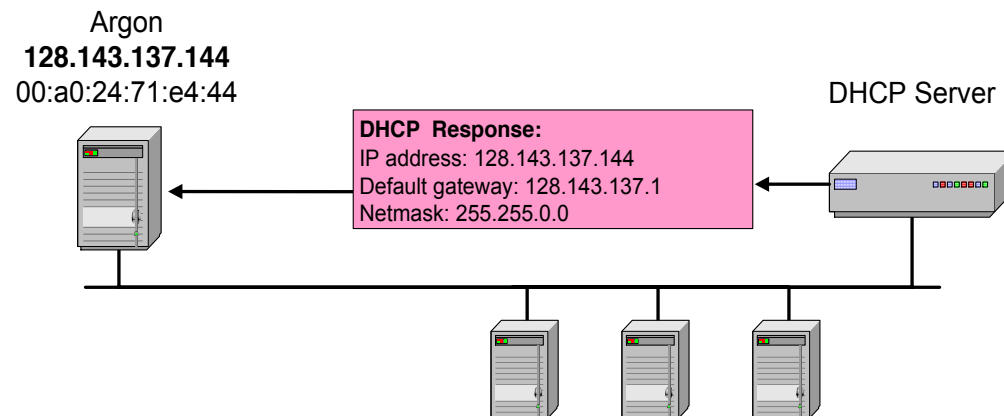 Argon
128.143.137.144
00:a0:24:71:e4:44
DHCP Server
DHCP  Response:
IP address: 128.143.137.144
Default gateway: 128.143.137.1
Netmask: 255.255.0.0